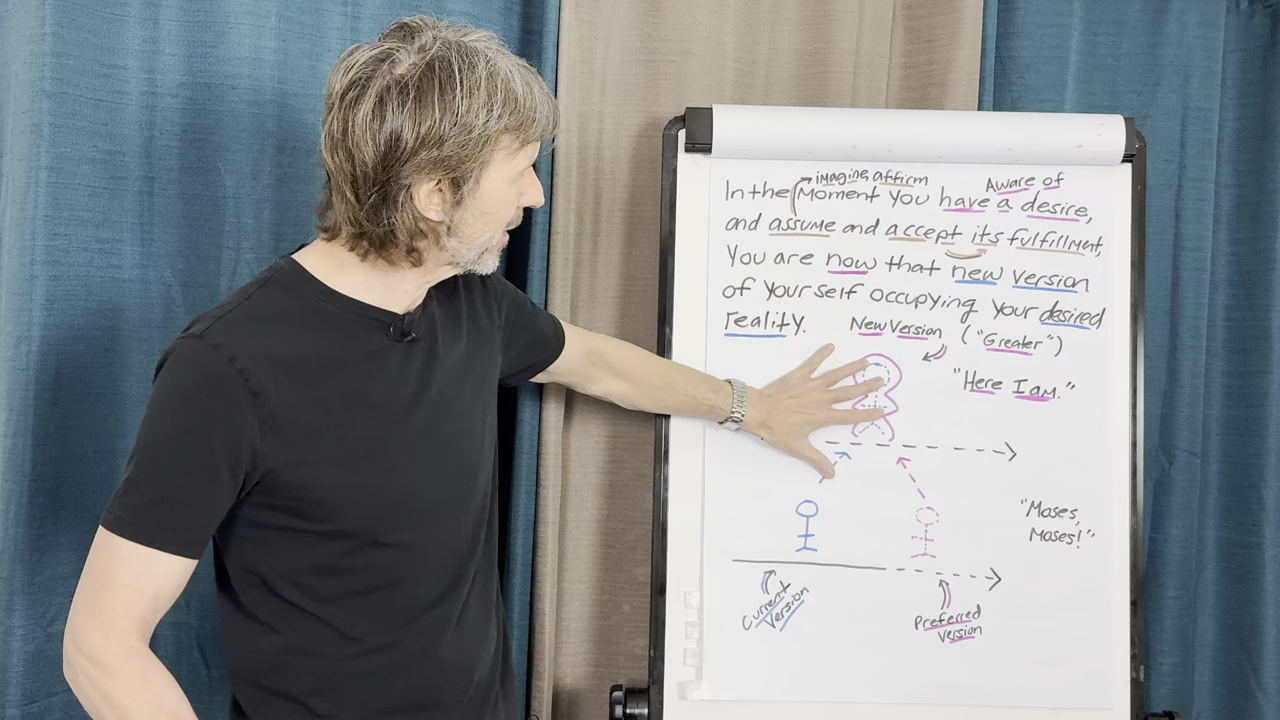 imagine, affirm
Aware of
In the Moment You have a desire,
and assume and accept its fulfillment,
You are now that new version
of yourself occupying your desired
reality.
New Version ("Greater")
"Here I am."
"Moses,
Moses!"
Current
Version
Preferred
Version